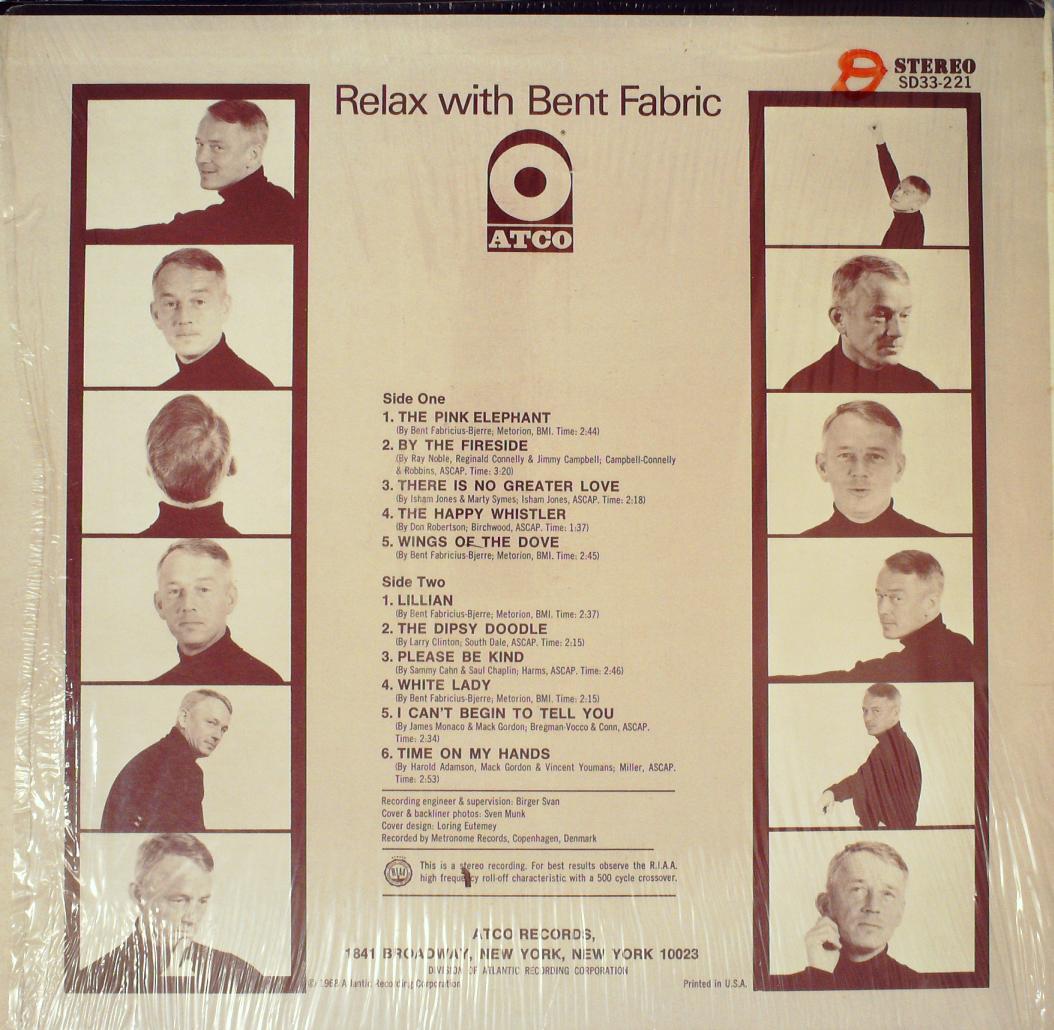 STEREO
SD33-221
Relax with Bent Fabric
ATCO
Side One
1. THE PINK ELEPHANT
(By Bent Fabricius-Bjerre; Metorion, BMI. Time: 2:44)
2. BY THE FIRESIDE
(By Ray Noble, Reginald Connelly & Jimmy Campbell; Campbell-Connelly
& Robbins, ASCAP. Time: 3:20)
3. THERE IS NO GREATER LOVE
(By Isham Jones & Marty Symes; Isham Jones, ASCAP. Time: 2:18)
4. THE HAPPY WHISTLER
(By Don Robertson; Birchwood, ASCAP. Time: 1:37)
5. WINGS OF THE DOVE
(By Bent Fabricius-Bjerre; Metorion, BMI. Time: 2:45)
Side Two
1. LILLIAN
(By Bent Fabricius-Bjerre; Metorion, BMI. Time: 2:37)
2. THE DIPSY DOODLE
(By Larry Clinton; South Dale, ASCAP. Time: 2:15)
3. PLEASE BE KIND
(By Sammy Cahn & Saul Chaplin; Harms, ASCAP. Time: 2:46)
4. WHITE LADY
(By Bent Fabricius-Bjerre; Metorion, BMI. Time: 2:15)
5. I CAN'T BEGIN TO TELL YOU
(By James Monaco & Mack Gordon; Bregman-Vocco & Conn, ASCAP.
Time: 2:34)
6. TIME ON MY HANDS
(By Harold Adamson, Mack Gordon & Vincent Youmans; Miller, ASCAP.
Time: 2:53)
Recording engineer & supervision: Birger Svan
Cover & backliner photos: Sven Munk
Cover design: Loring Eutemey
Recorded by Metronome Records, Copenhagen, Denmark
This is a stereo recording. For best results observe the R.I.A.A.
high frequency roll-off characteristic with a 500 cycle crossover.
ATCO RECORDS,
1841 BROADWAY, NEW YORK, NEW YORK 10023
DIVISION OF ATLANTIC RECORDING CORPORATION
© 1968 Atlantic Recording Corporation
Printed in U.S.A.